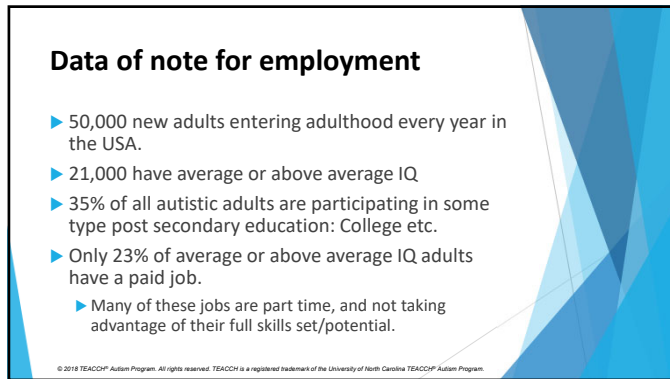 Data of note for employment
▶ 50,000 new adults entering adulthood every year in
the USA.
▶ 21,000 have average or above average IQ
▶ 35% of all autistic adults are participating in some
type post secondary education: College etc.
▶ Only 23% of average or above average IQ adults
have a paid job.
▶ Many of these jobs are part time, and not taking
advantage of their full skills set/potential.
© 2018 TEACCH® Autism Program. All rights reserved. TEACCH is a registered trademark of the University of North Carolina TEACCH® Autism Program.